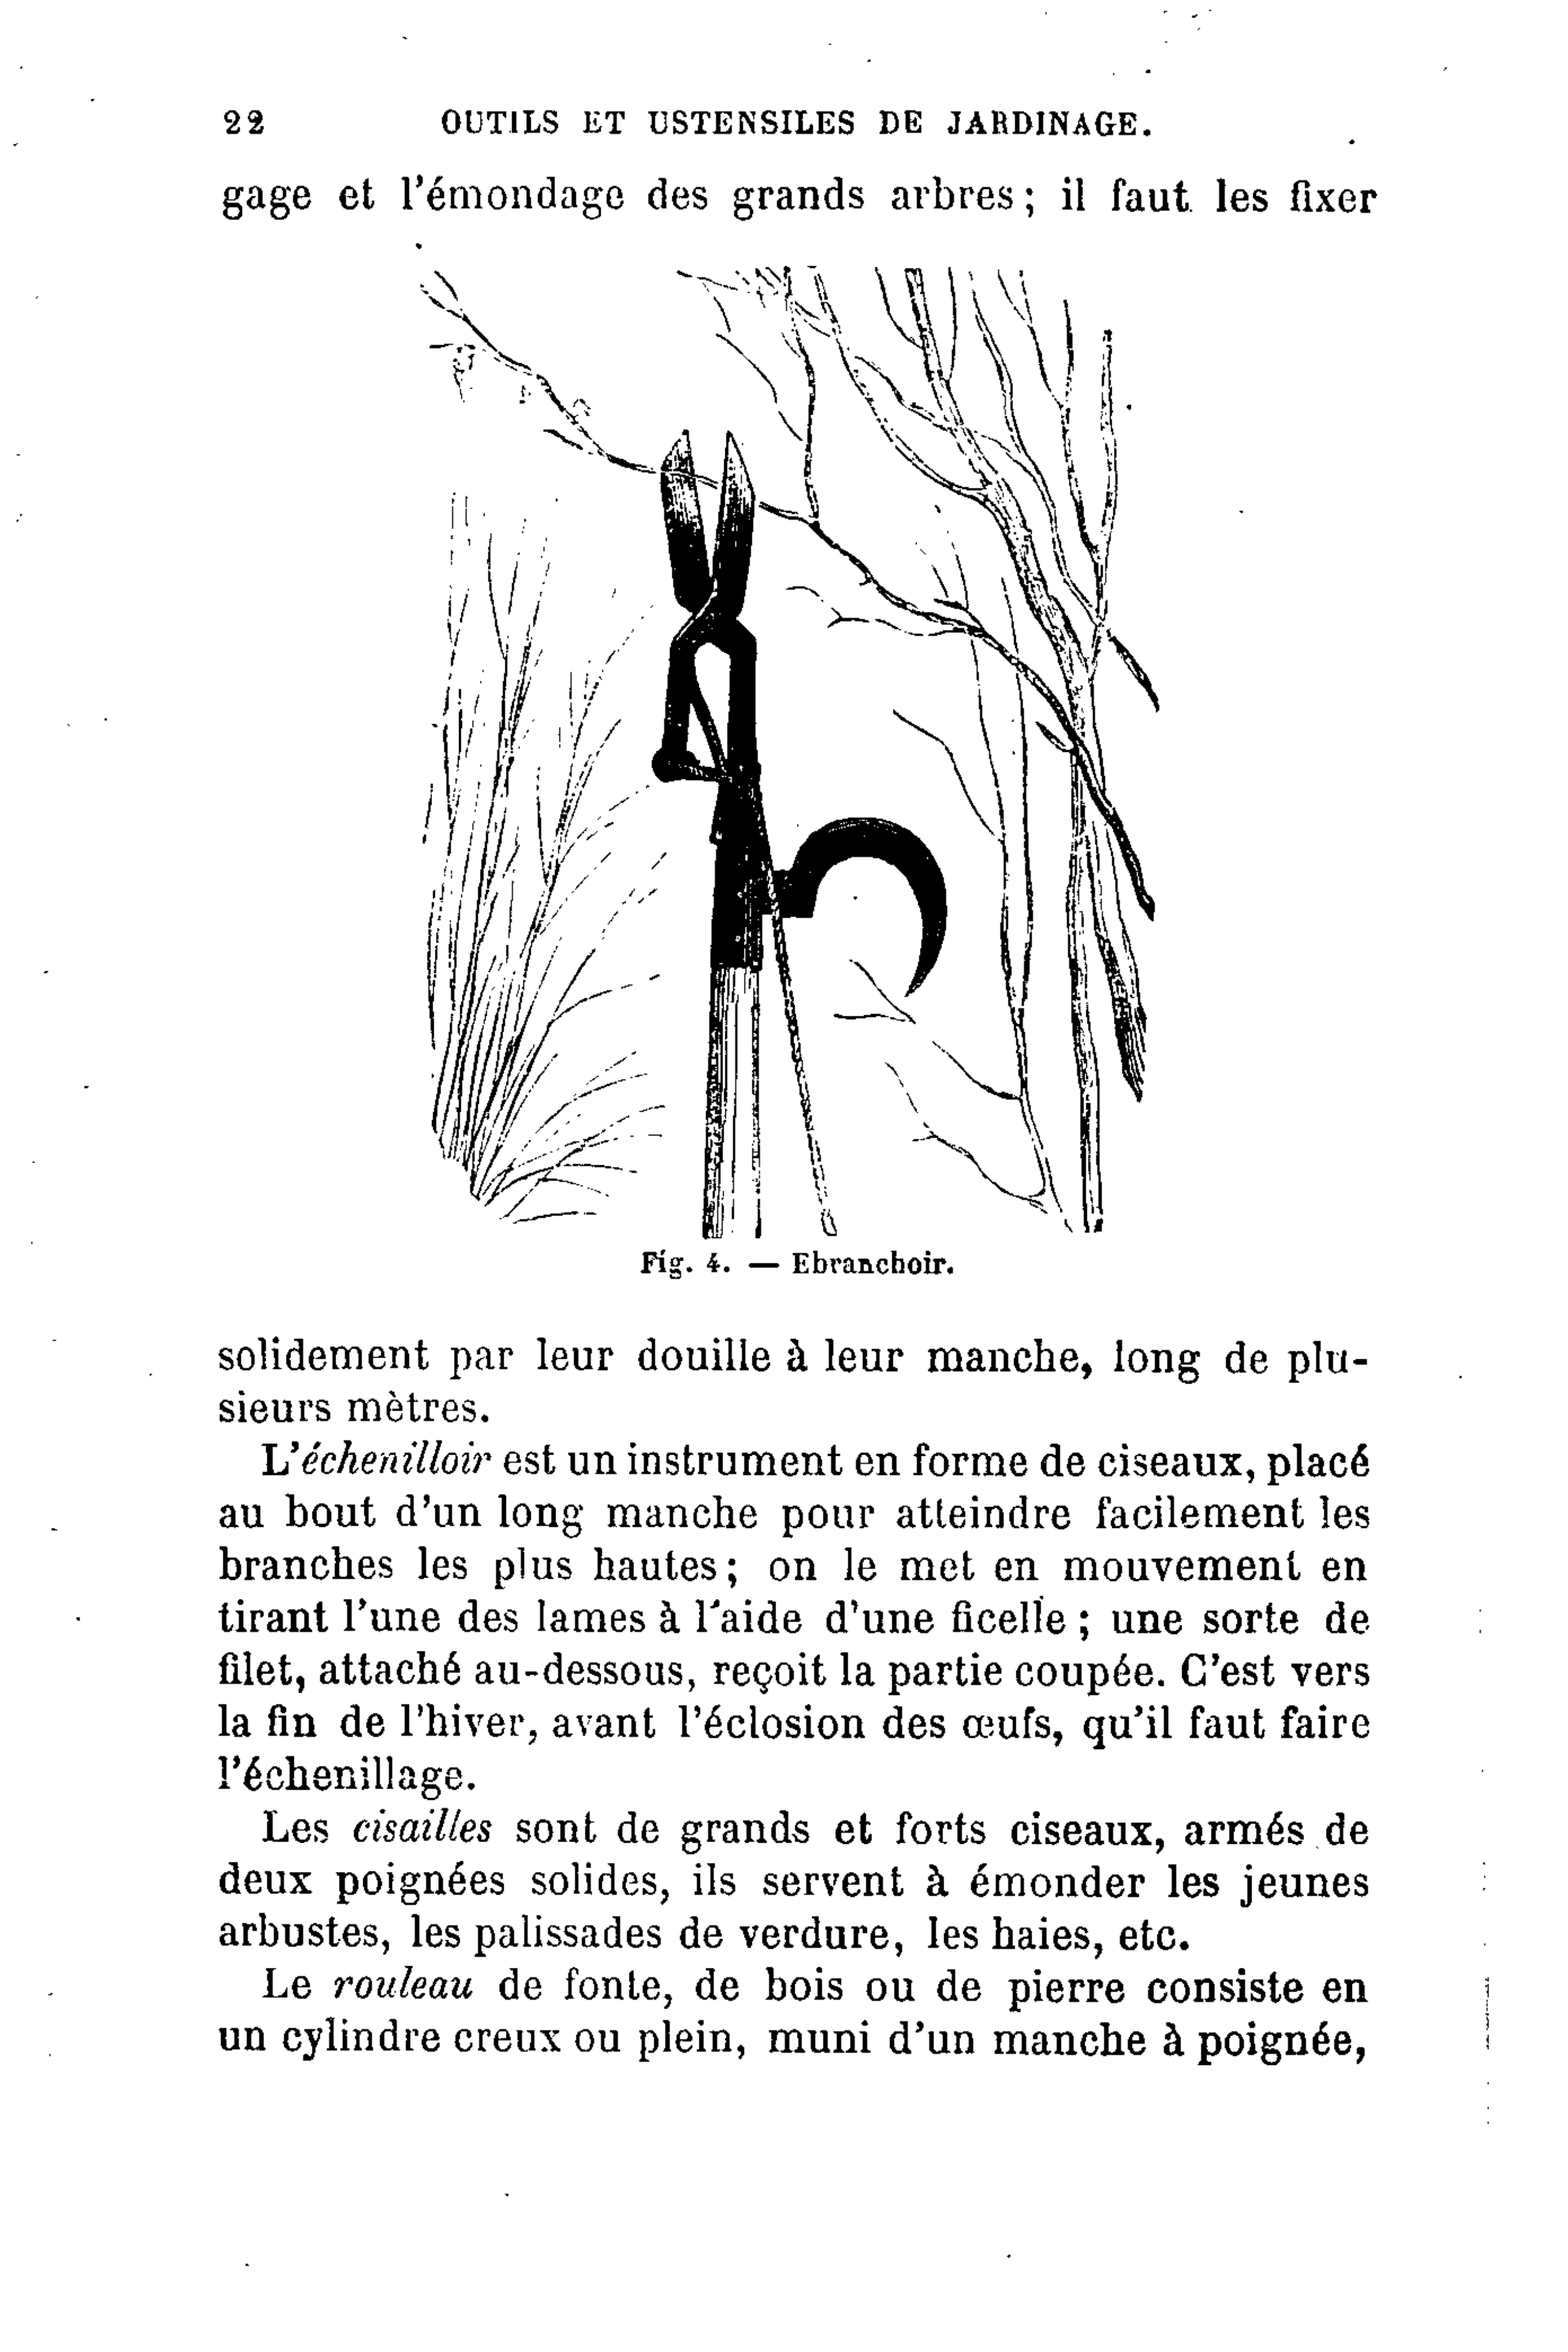 22 OUTILS ET USTENSILES DE JARDINAGE.
gage et l'émondage des grands arbres; il faut les fixer
Fig. 4. — Ebranchoir.
solidement par leur douille à leur manche, long de plu-
sieurs mètres.
L'échenilloir est un instrument en forme de ciseaux, placé
au bout d'un long manche pour atteindre facilement les
branches les plus hautes; on le met en mouvement en
tirant l'une des lames à l'aide d'une ficelle; une sorte de
filet, attaché au-dessous, reçoit la partie coupée. C'est vers
la fin de l'hiver, avant l'éclosion des œufs, qu'il faut faire
l'échenillage.
Les cisailles sont de grands et forts ciseaux, armés de
deux poignées solides, ils servent à émonder les jeunes
arbustes, les palissades de verdure, les haies, etc.
Le rouleau de fonte, de bois ou de pierre consiste en
un cylindre creux ou plein, muni d'un manche à poignée,